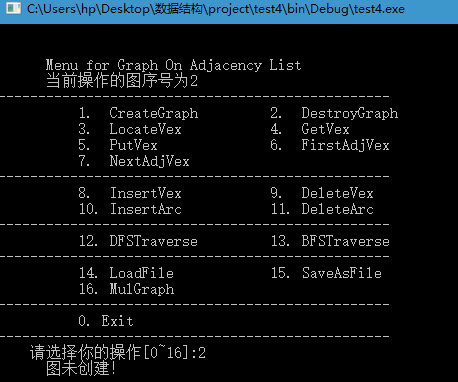 C:\Users\hp\Desktop\数据结构\project\test4\bin\Debug\test4.exe
Menu for Graph On Adjacency List
当前操作的图序号为2
-------------------------------------------------
1. CreateGraph 2. DestroyGraph
3. LocateVex 4. GetVex
5. PutVex 6. FirstAdjVex
7. NextAdjVex
-------------------------------------------------
8. InsertVex 9. DeleteVex
10. InsertArc 11. DeleteArc
-------------------------------------------------
12. DFSTraverse 13. BFSTraverse
-------------------------------------------------
14. LoadFile 15. SaveAsFile
16. MulGraph
-------------------------------------------------
0. Exit
-------------------------------------------------
请选择你的操作[0~16]:2
图未创建!